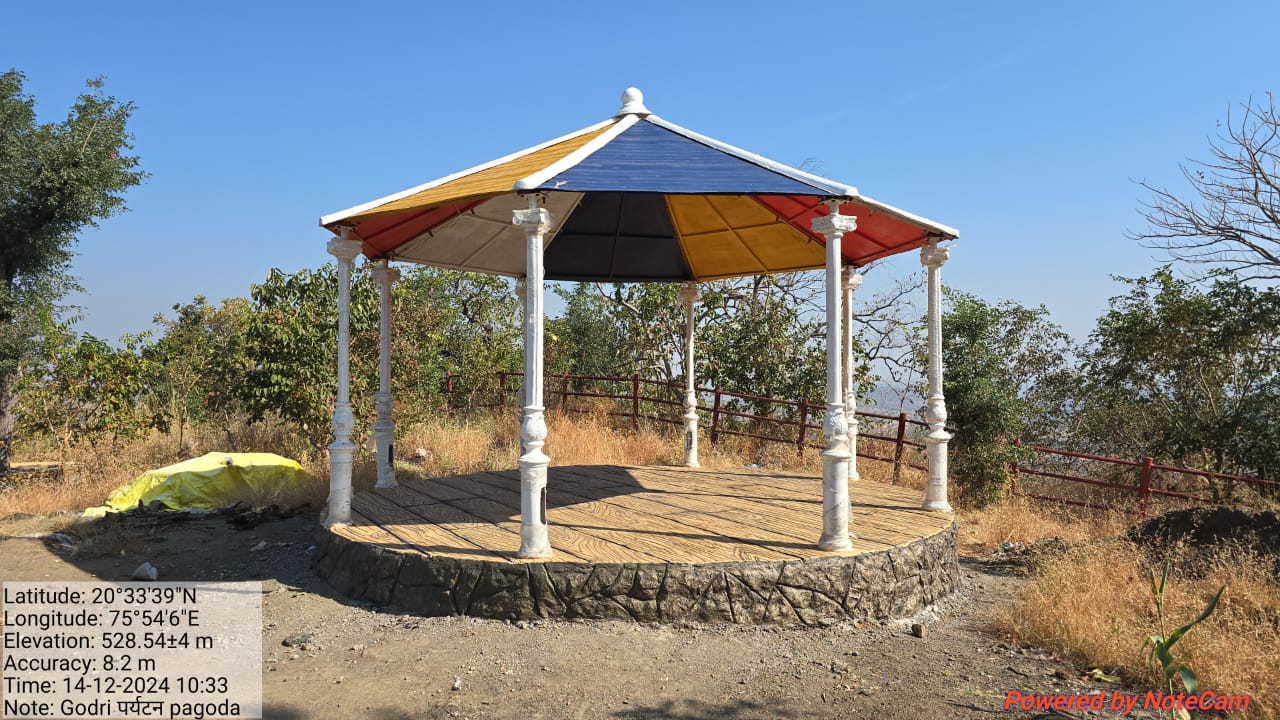 Latitude: 20°33'39"N
Longitude: 75°54'6"E
Elevation: 528.54±4 m
Accuracy: 8.2 m
Time: 14-12-2024 10:33
Note: Godri पर्यटन pagoda
Powered by NoteCam